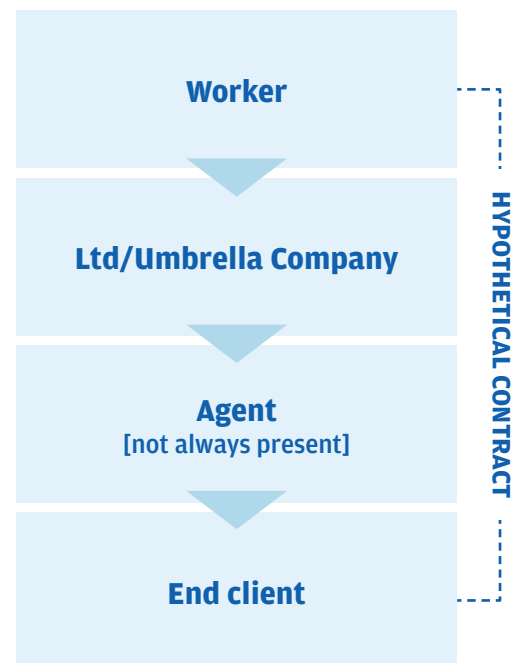 Worker
Ltd/Umbrella Company
Agent
[not always present]
End client
HYPOTHETICAL CONTRACT